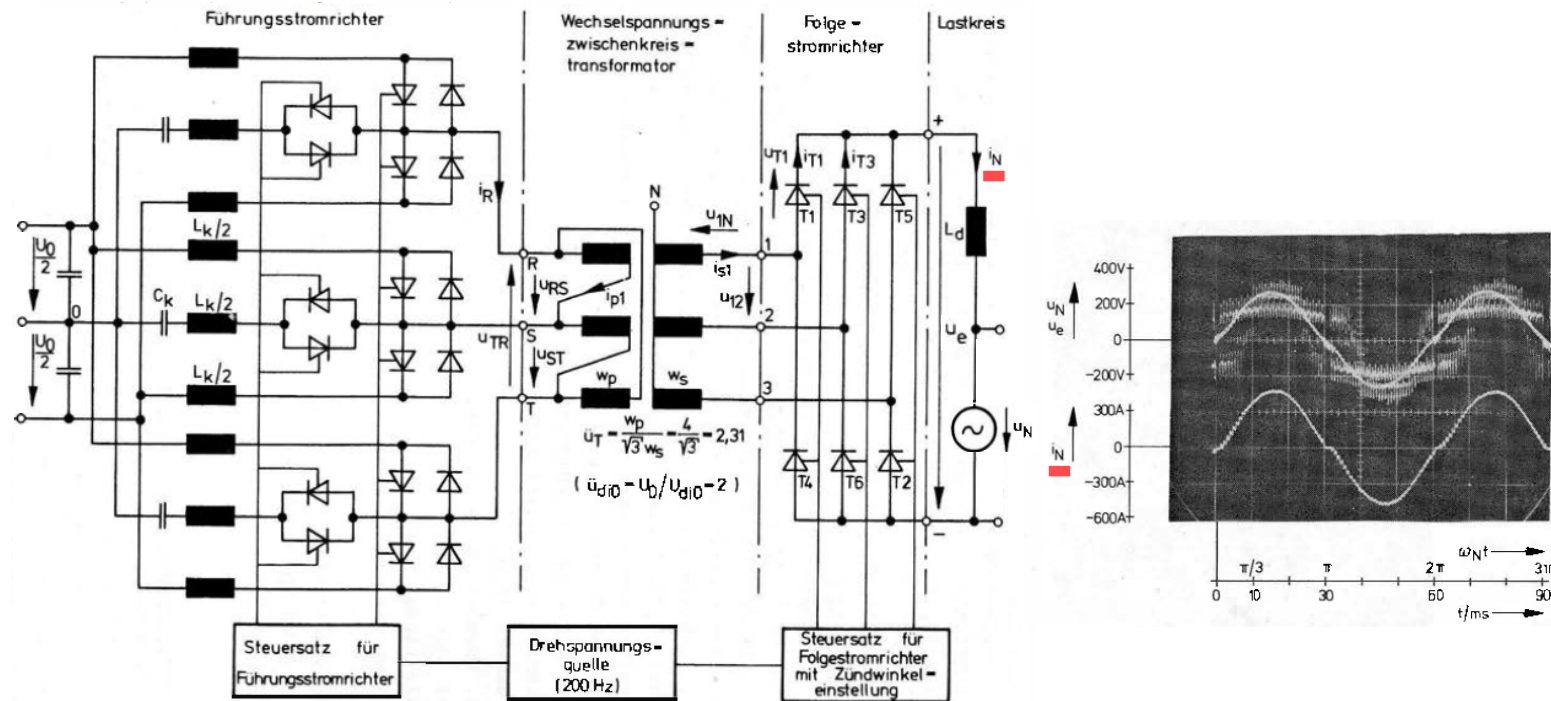 Führungsstromrichter
Wechselspannungs-
zwischenkreis-
transformator
Folge-
stromrichter
Lastkreis
U0/2
U0/2
0
Lk/2
Ck
Lk/2
Lk/2
iR
R
S
T
uRS
uST
uTR
ip1
wp
ws
N
u1N
is1
u12
1
2
3
üT = wp/√3 ws = 4/√3 = 2,31
( üdi0 = U0/Udi0 = 2 )
uT1
iT1
iT3
T1
T3
T5
T4
T6
T2
+
−
iN
Ld
ue
uN
Steuersatz für
Führungsstromrichter
Drehspannungs-
quelle
(200 Hz)
Steuersatz für
Folgestromrichter
mit Zündwinkel-
einstellung
uN
ue
400V
200V
0
−200V
iN
300A
0
−300A
−600A
ωNt
π/3
π
2π
3π
0
10
30
60
90
t/ms